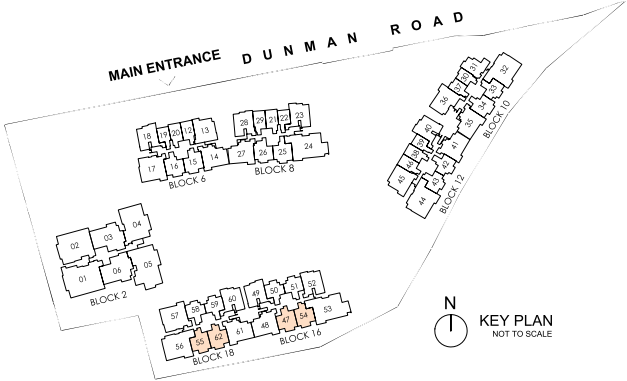 DUNMAN ROAD
MAIN ENTRANCE
18 19 20 12 13
17 16 15 14
BLOCK 6
28 29 21 22 23
27 26 25 24
BLOCK 8
31
32
30
37
33
36
34
35
BLOCK 10
40
39
41
38
42
46
43
45
44
BLOCK 12
02 03 04
01 06 05
BLOCK 2
57 58 59 60
56 55 62 61
BLOCK 18
49 50 51 52
48 47 54 53
BLOCK 16
N
KEY PLAN
NOT TO SCALE